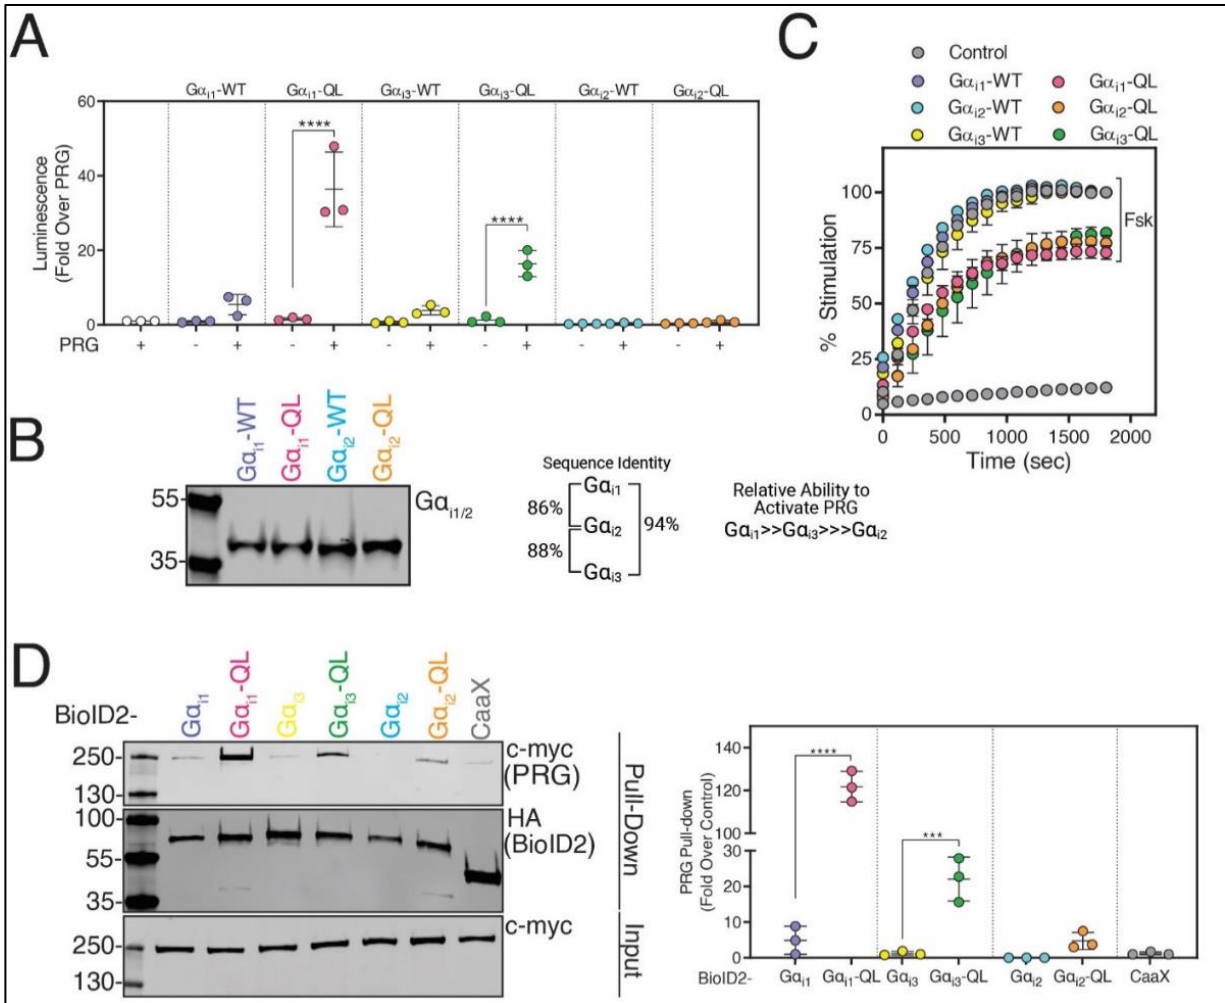 A
Gαi1-WT Gαi1-QL Gαi3-WT Gαi3-QL Gαi2-WT Gαi2-QL
Luminescence
(Fold Over PRG)
60
40
20
0
**** ****
PRG + - + - + - + - + - + - +
C
Control
Gαi1-WT Gαi1-QL
Gαi2-WT Gαi2-QL
Gαi3-WT Gαi3-QL
% Stimulation
100
75
50
25
0
Fsk
0 500 1000 1500 2000
Time (sec)
B
Gαi1-WT Gαi1-QL Gαi2-WT Gαi2-QL
55-
35-
Gαi1/2
Sequence Identity
Gαi1
86%
Gαi2 94%
88%
Gαi3
Relative Ability to
Activate PRG
Gαi1>>Gαi3>>>Gαi2
D
BioID2- Gαi1 Gαi1-QL Gαi3 Gαi3-QL Gαi2 Gαi2-QL CaaX
250-
130-
c-myc
(PRG)
100-
55-
35-
HA
(BioID2)
Pull-Down
250-
130-
c-myc
Input
PRG Pull-down
(Fold Over Control)
140
120
100
30
20
10
0
**** ***
BioID2- Gαi1 Gαi1-QL Gαi3 Gαi3-QL Gαi2 Gαi2-QL CaaX